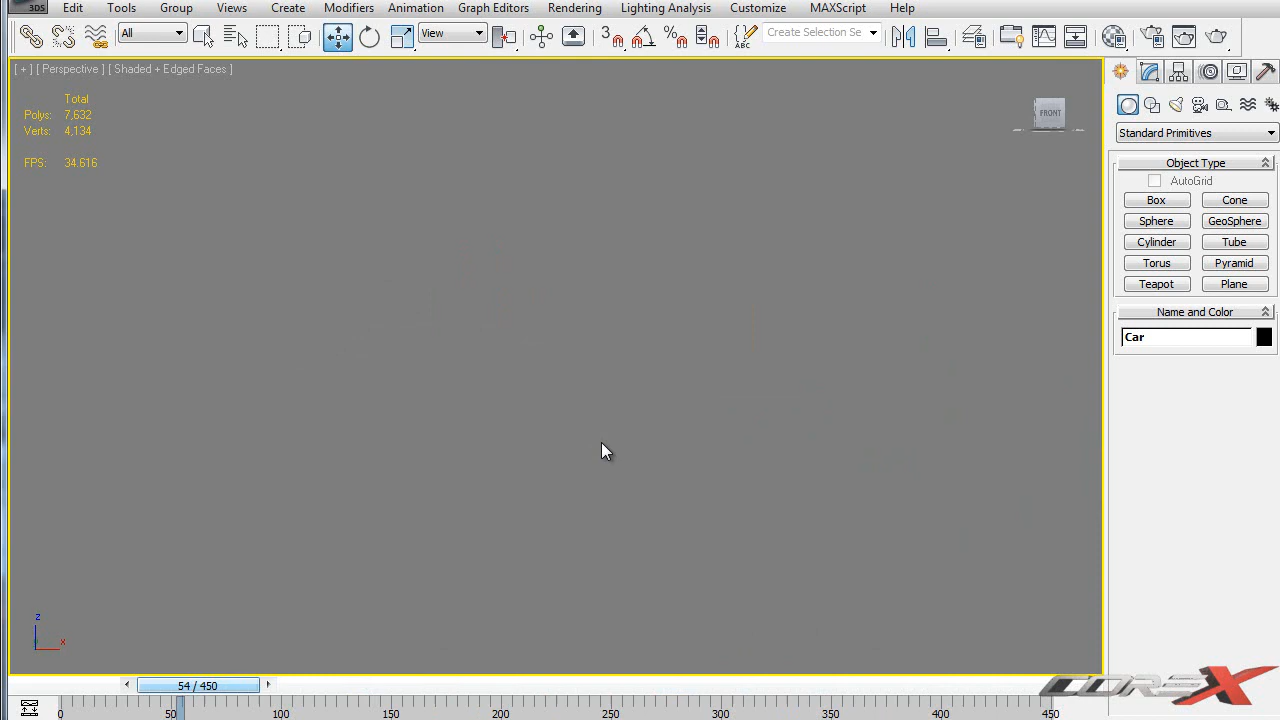 3DS Edit Tools Group Views Create Modifiers Animation Graph Editors Rendering Lighting Analysis Customize MAXScript Help
All View 3 % ABC Create Selection Se
[ + ] [ Perspective ] [ Shaded + Edged Faces ]
Total
Polys: 7,632
Verts: 4,134
FPS: 34.616
FRONT
Standard Primitives
Object Type
AutoGrid
Box Cone
Sphere GeoSphere
Cylinder Tube
Torus Pyramid
Teapot Plane
Name and Color
Car
z
x
54 / 450
COREX
0 50 100 150 200 250 300 350 400 450